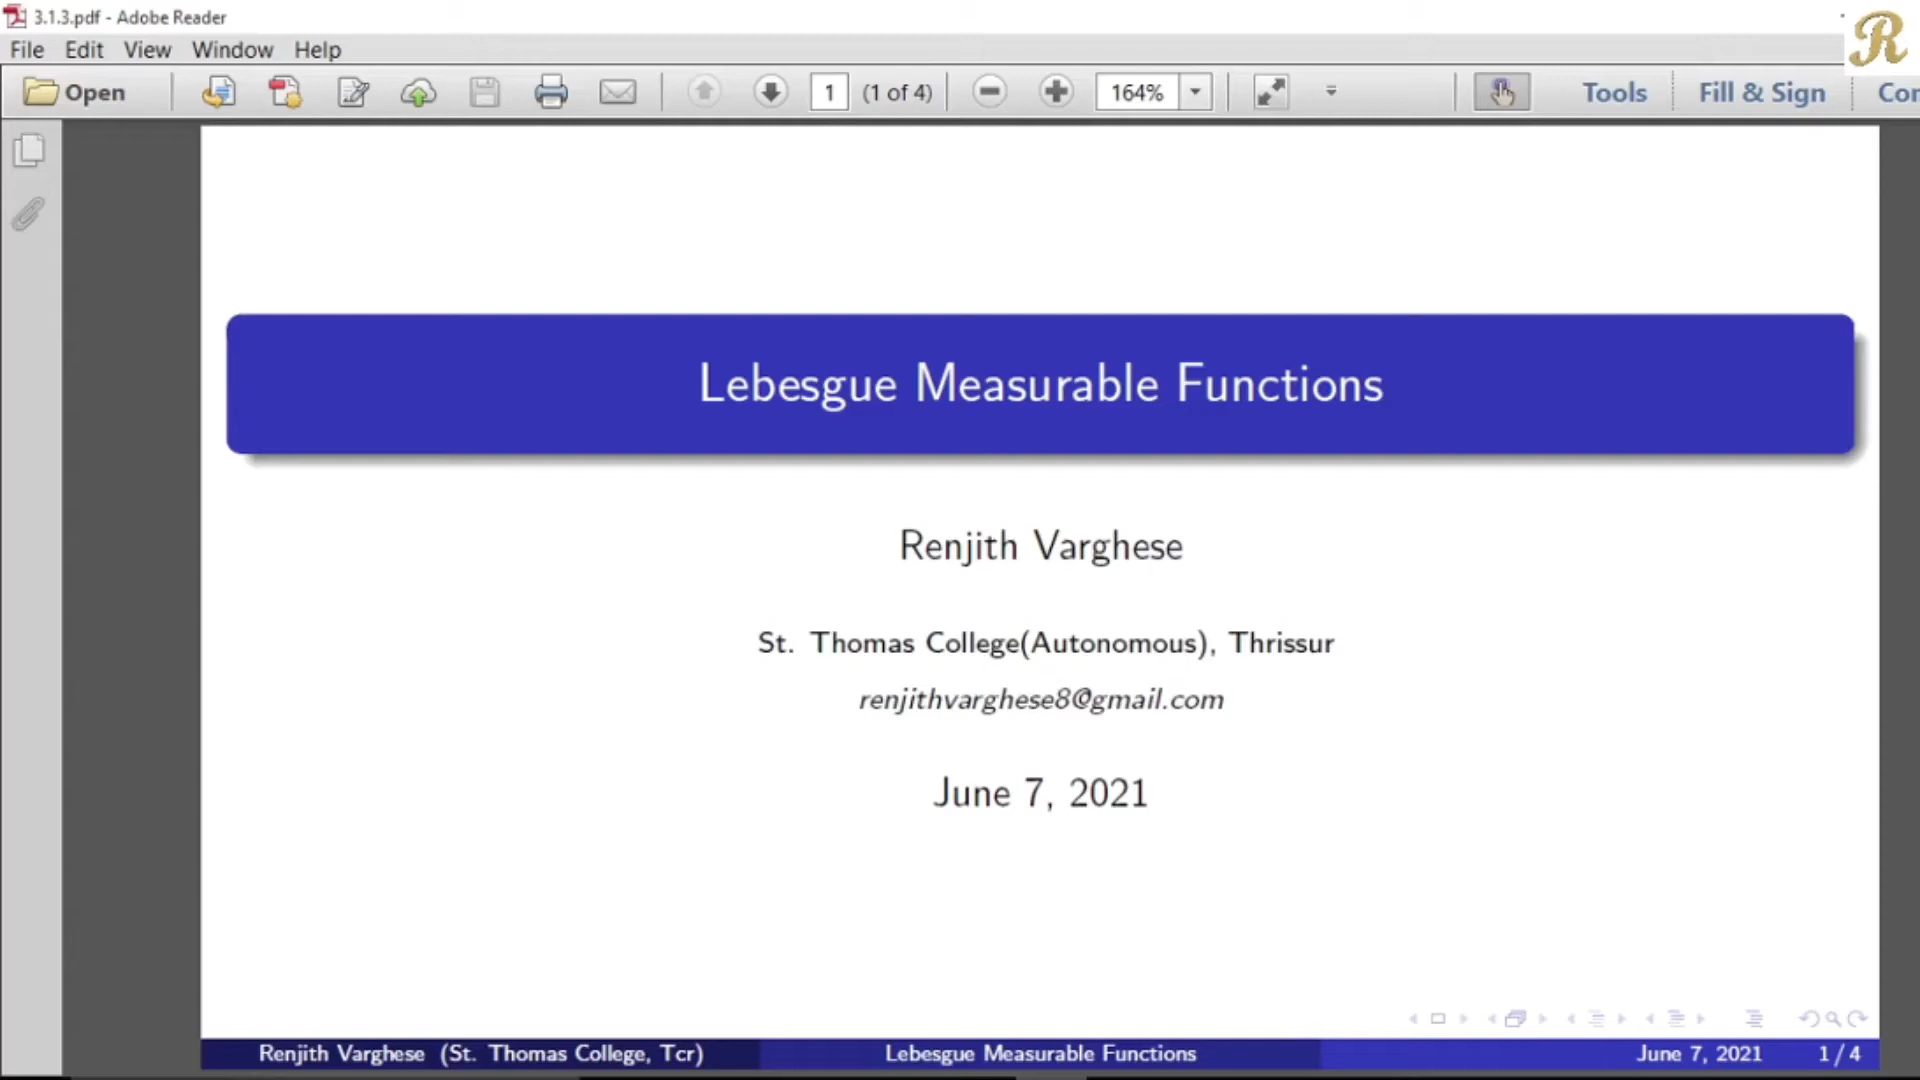 3.1.3.pdf - Adobe Reader
File Edit View Window Help
Open 1 (1 of 4) 164% Tools Fill & Sign
R
Lebesgue Measurable Functions
Renjith Varghese
St. Thomas College(Autonomous), Thrissur
renjithvarghese8@gmail.com
June 7, 2021
Renjith Varghese (St. Thomas College, Tcr) Lebesgue Measurable Functions June 7, 2021 1 / 4